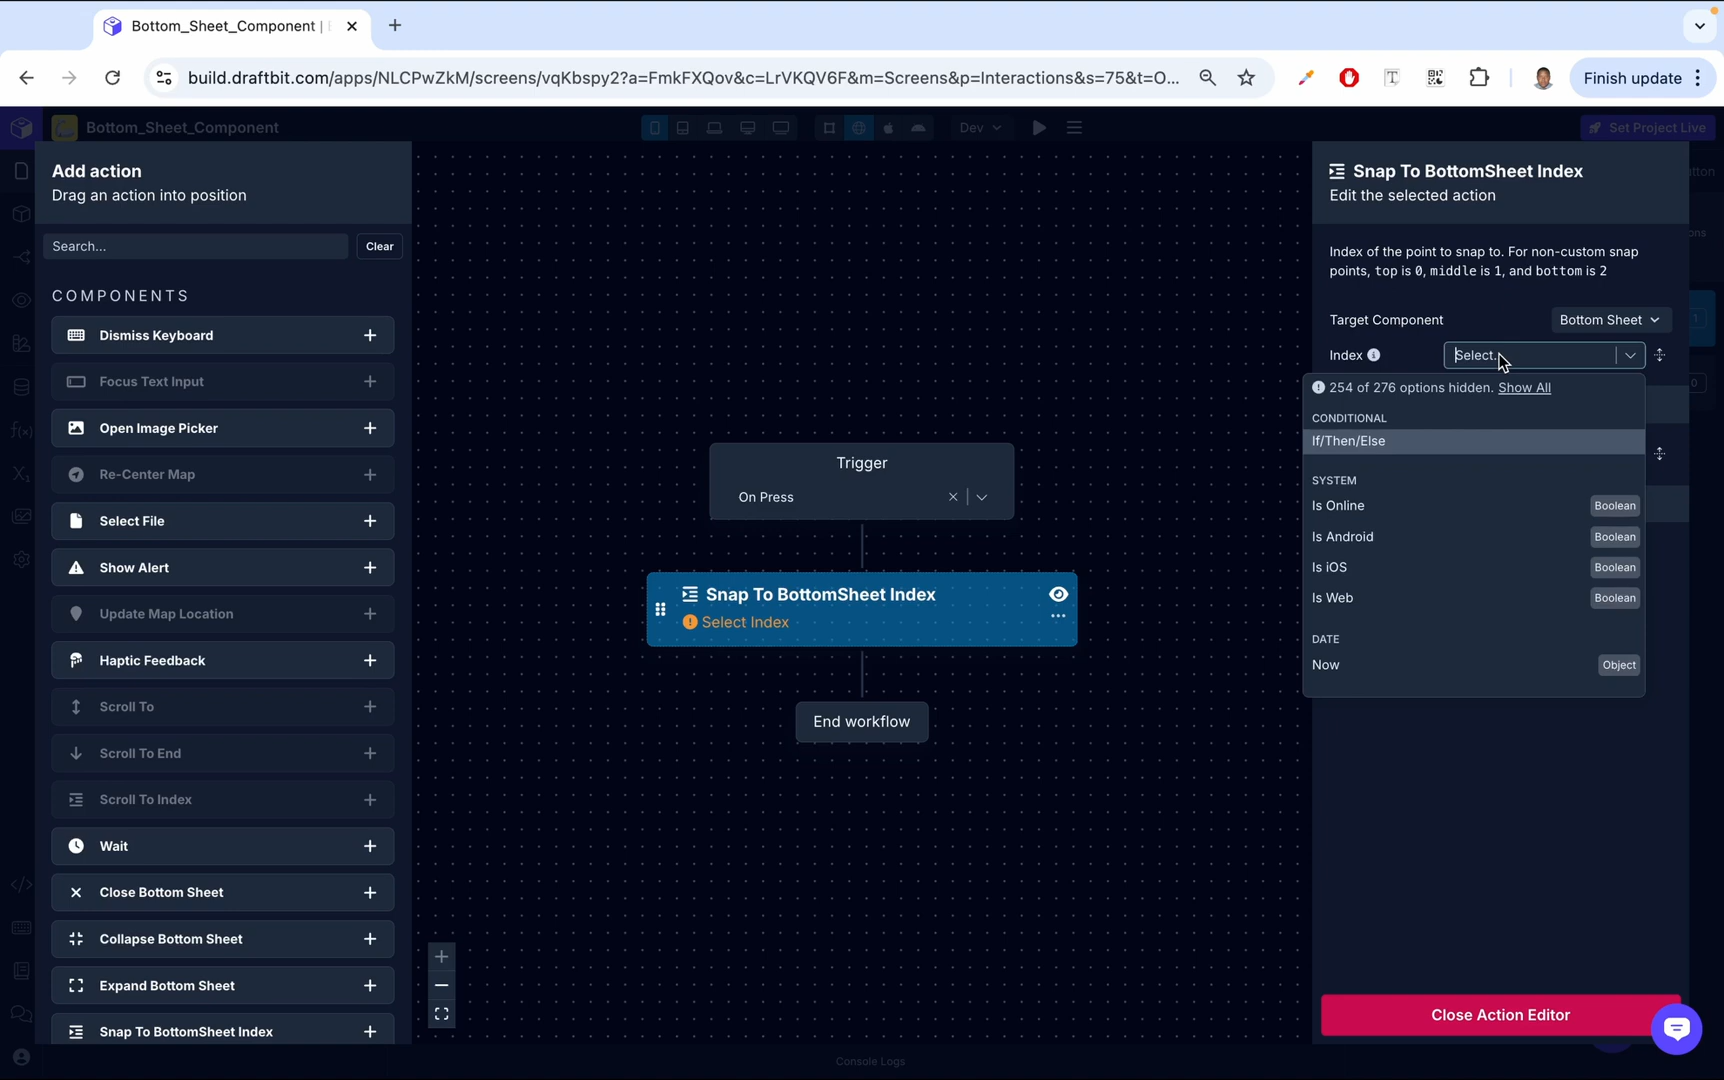 Bottom_Sheet_Component |
build.draftbit.com/apps/NLCPwZkM/screens/vqKbspy2?a=FmkFXQov&c=LrVKQV6F&m=Screens&p=Interactions&s=75&t=O...
Finish update
Bottom_Sheet_Component
Dev
Set Project Live
Add action
Drag an action into position
Search...
Clear
COMPONENTS
Dismiss Keyboard
Focus Text Input
Open Image Picker
Re-Center Map
Select File
Show Alert
Update Map Location
Haptic Feedback
Scroll To
Scroll To End
Scroll To Index
Wait
Close Bottom Sheet
Collapse Bottom Sheet
Expand Bottom Sheet
Snap To BottomSheet Index
Trigger
On Press
Snap To BottomSheet Index
Select Index
End workflow
Console Logs
Snap To BottomSheet Index
Edit the selected action
Index of the point to snap to. For non-custom snap
points, top is 0, middle is 1, and bottom is 2
Target Component
Bottom Sheet
Index
Select...
254 of 276 options hidden. Show All
CONDITIONAL
If/Then/Else
SYSTEM
Is Online Boolean
Is Android Boolean
Is iOS Boolean
Is Web Boolean
DATE
Now Object
Close Action Editor